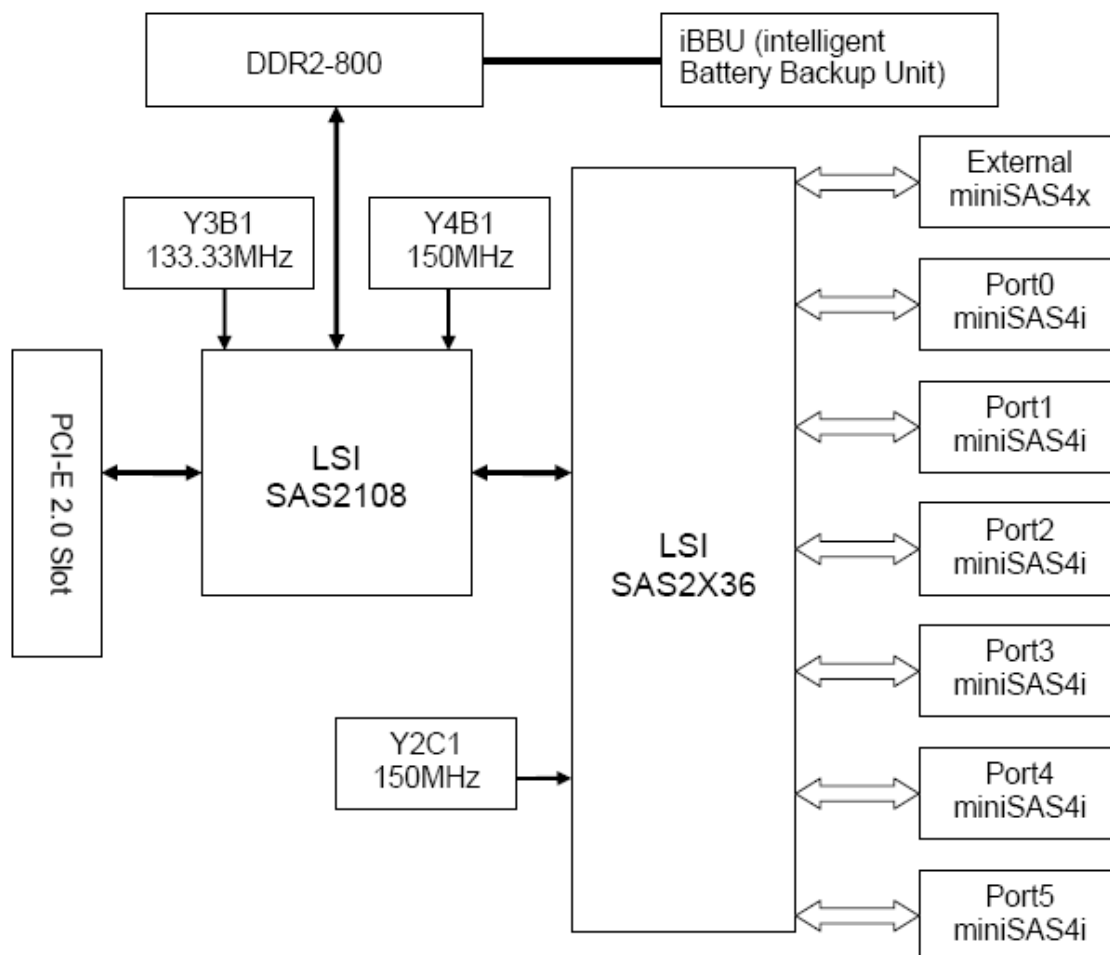 DDR2-800
iBBU (intelligent
Battery Backup Unit)
External
miniSAS4x
Y3B1
133.33MHz
Y4B1
150MHz
Port0
miniSAS4i
PCI-E 2.0 Slot
LSI
SAS2108
Port1
miniSAS4i
LSI
SAS2X36
Port2
miniSAS4i
Port3
miniSAS4i
Y2C1
150MHz
Port4
miniSAS4i
Port5
miniSAS4i